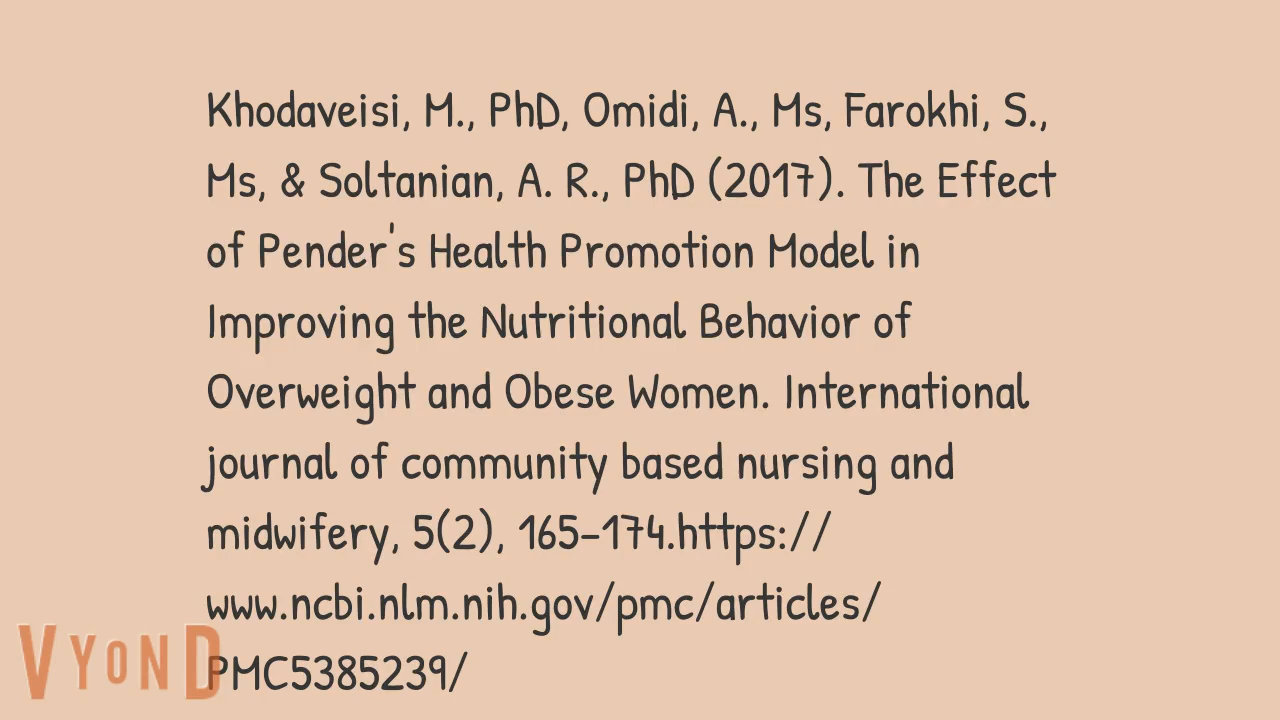 Khodaveisi, M., PhD, Omidi, A., Ms, Farokhi, S.,
Ms, & Soltanian, A. R., PhD (2017). The Effect
of Pender's Health Promotion Model in
Improving the Nutritional Behavior of
Overweight and Obese Women. International
journal of community based nursing and
midwifery, 5(2), 165-174.https://
www.ncbi.nlm.nih.gov/pmc/articles/
PMC5385239/
VYOND